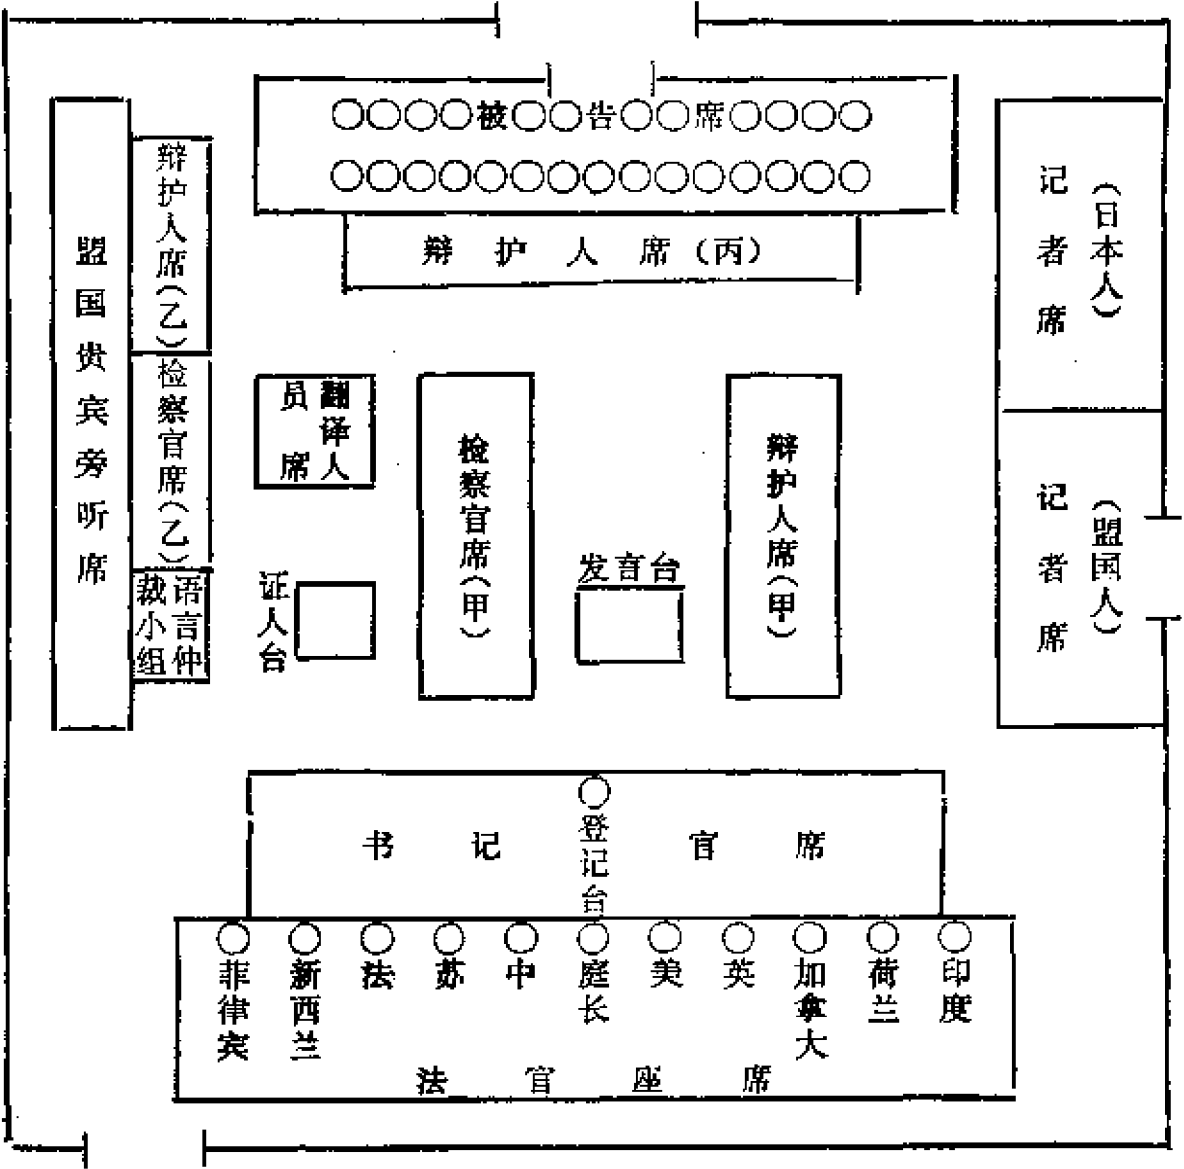 被告席
辩护人席(丙)
盟国贵宾旁听席
辩护人席(乙)
检察官席(乙)
语言仲
裁小组
翻译人
员席
证人台
检察官席(甲)
发言台
辩护人席(甲)
(日本人)
记者席
(盟国人)
记者席
书记官席
登记台
菲律宾
新西兰
法
苏
中
庭长
美
英
加拿大
荷兰
印度
法官座席